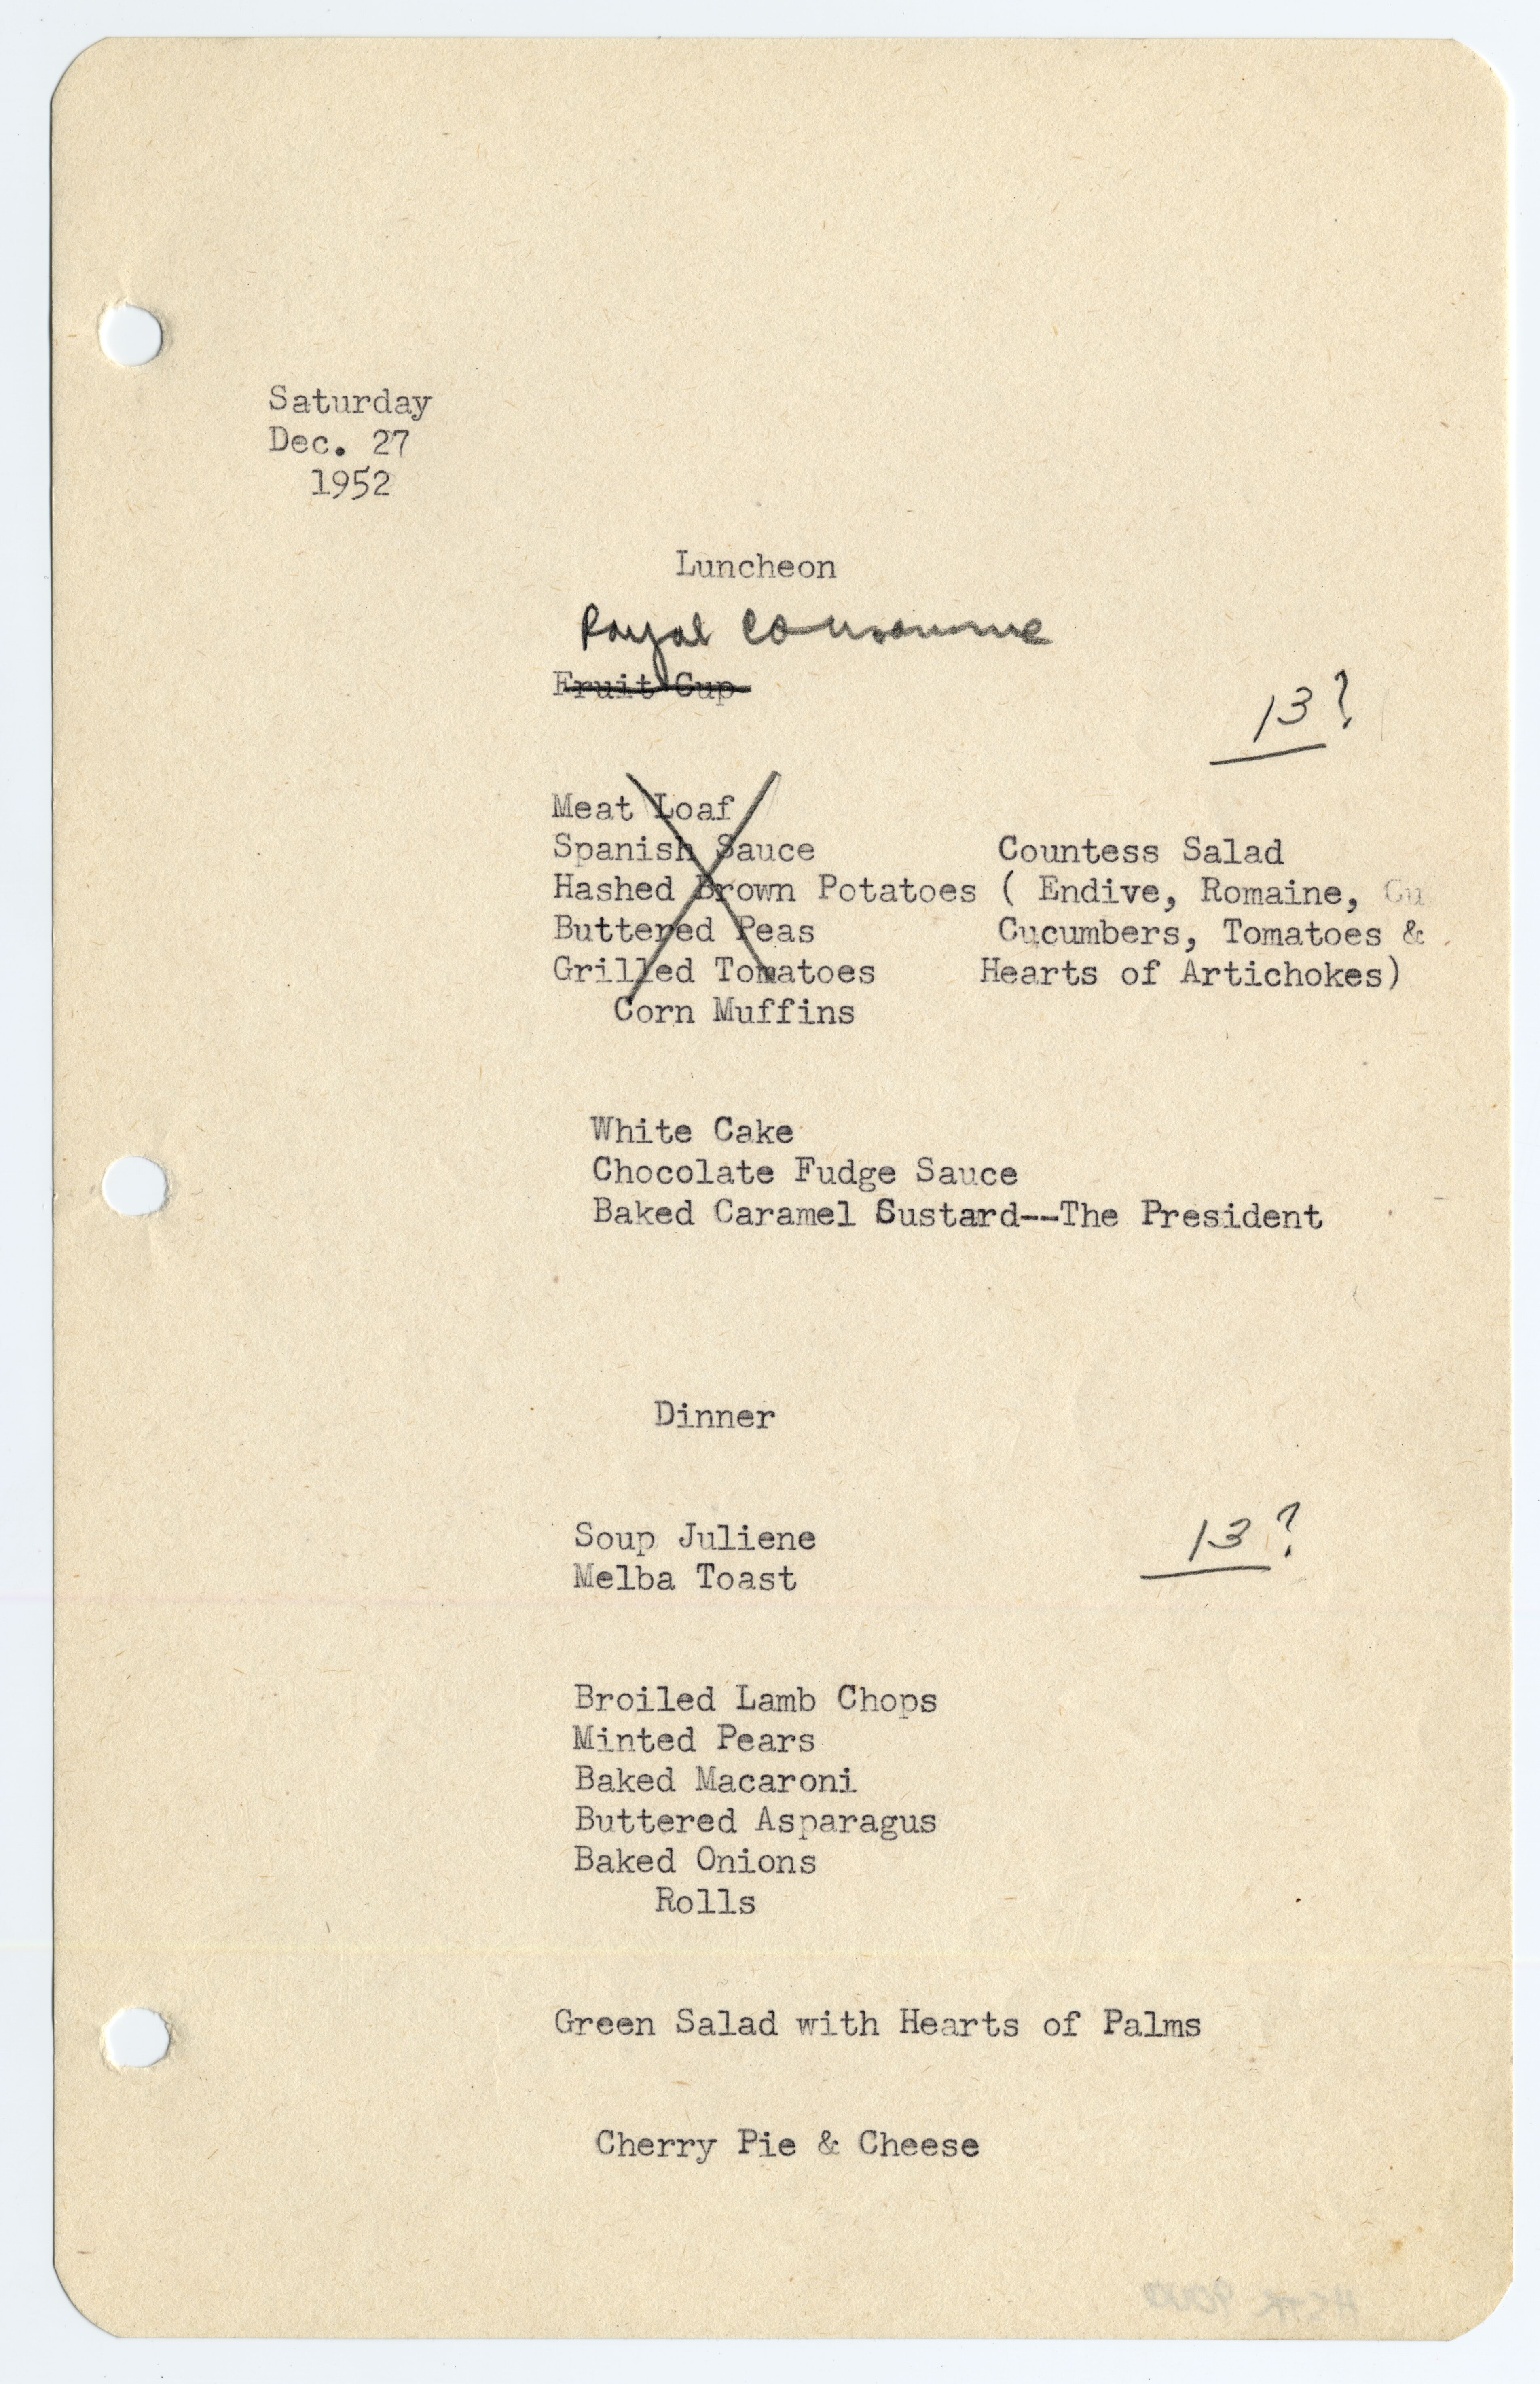 Saturday
Dec. 27
1952
Luncheon
Royal Consomme
Fruit Cup
13?
Meat Loaf
Spanish Sauce
Hashed Brown Potatoes
Buttered Peas
Grilled Tomatoes
Corn Muffins
Countess Salad
( Endive, Romaine, Cu
Cucumbers, Tomatoes &
Hearts of Artichokes)
White Cake
Chocolate Fudge Sauce
Baked Caramel Sustard--The President
Dinner
Soup Juliene
Melba Toast
13?
Broiled Lamb Chops
Minted Pears
Baked Macaroni
Buttered Asparagus
Baked Onions
Rolls
Green Salad with Hearts of Palms
Cherry Pie & Cheese